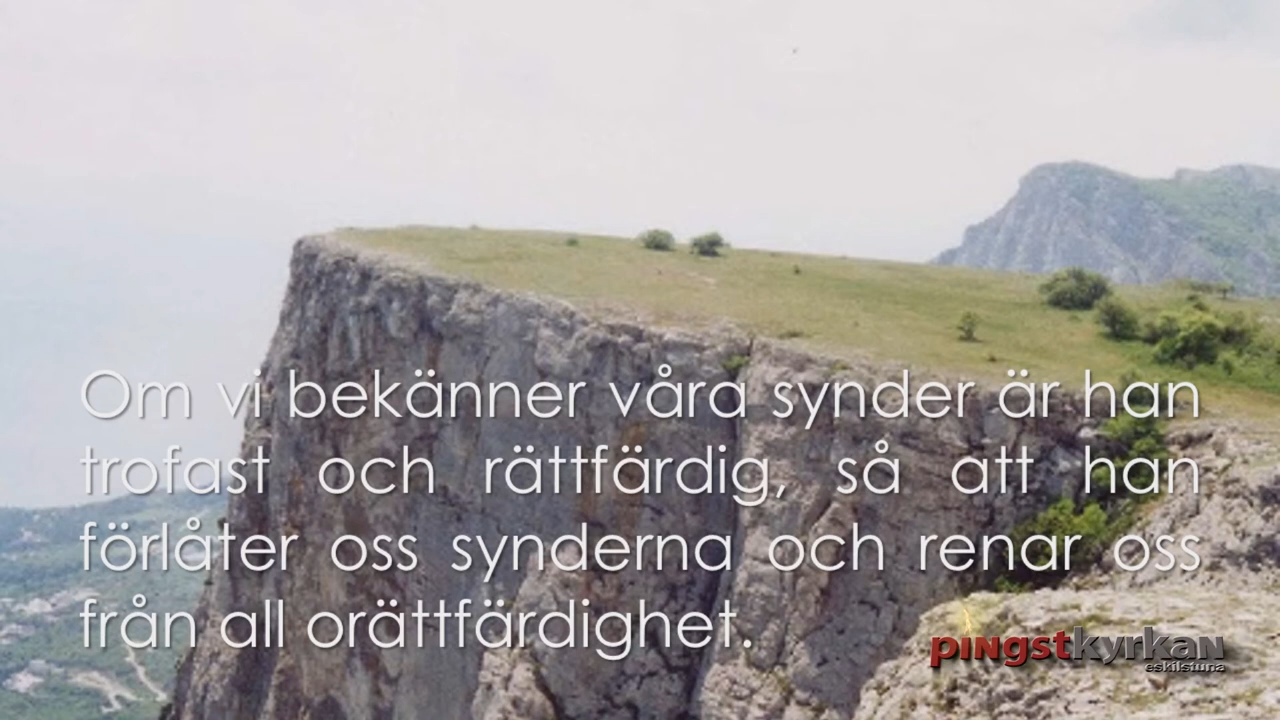 Om vi bekänner våra synder är han
trofast och rättfärdig, så att han
förlåter oss synderna och renar oss
från all orättfärdighet.
pingstkyrkan
eskilstuna